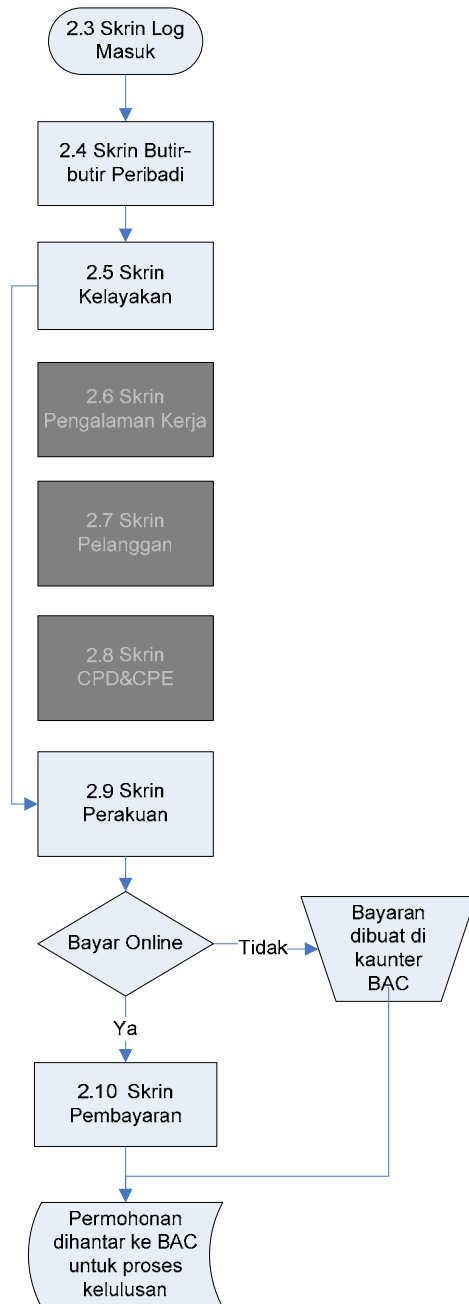 2.3 Skrin Log
Masuk
2.4 Skrin Butir-
butir Peribadi
2.5 Skrin
Kelayakan
2.6 Skrin
Pengalaman Kerja
2.7 Skrin
Pelanggan
2.8 Skrin
CPD&CPE
2.9 Skrin
Perakuan
Bayar Online
Tidak
Bayaran
dibuat di
kaunter
BAC
Ya
2.10 Skrin
Pembayaran
Permohonan
dihantar ke BAC
untuk proses
kelulusan